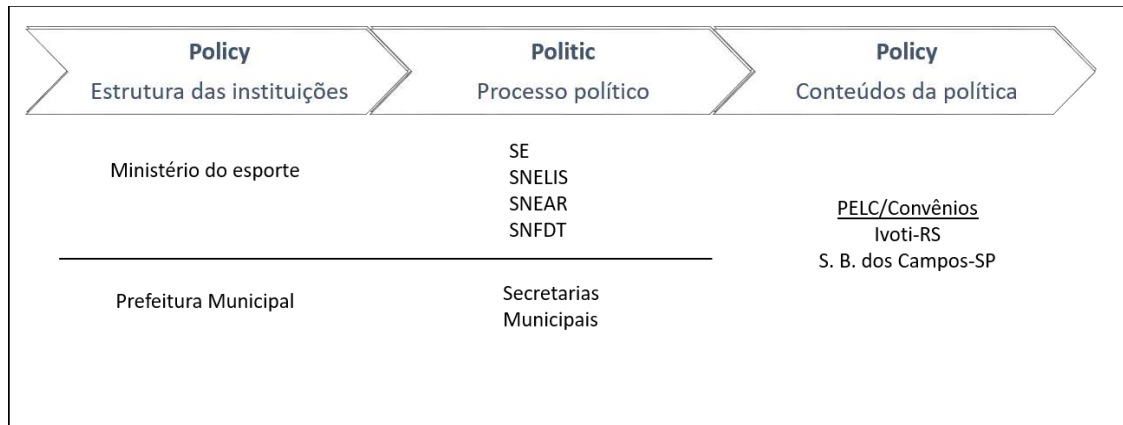 Policy
Estrutura das instituições
Politic
Processo político
Policy
Conteúdos da política
Ministério do esporte
SE
SNELIS
SNEAR
SNFDT
PELC/Convênios
Ivoti-RS
S. B. dos Campos-SP
Prefeitura Municipal
Secretarias
Municipais